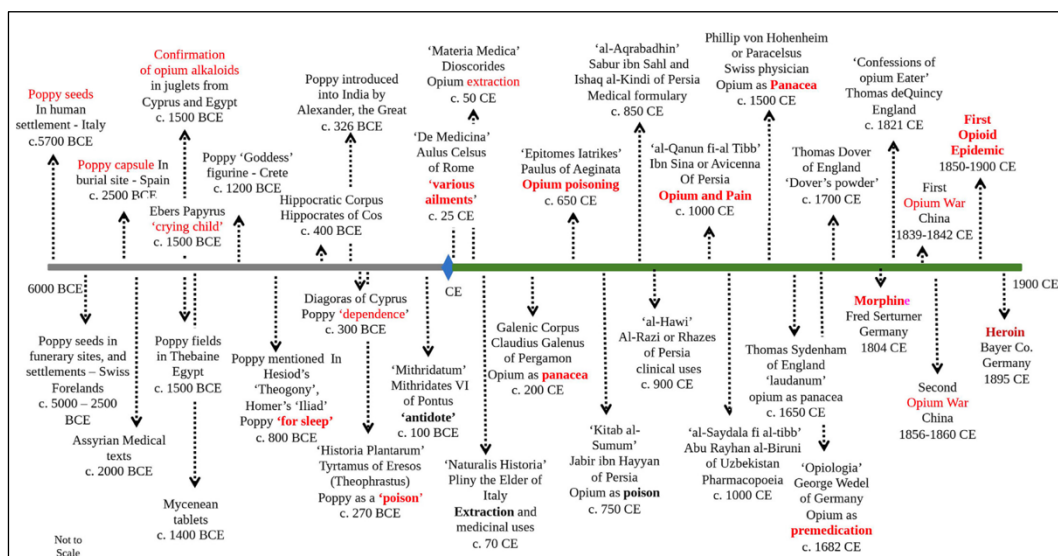 Poppy seeds
In human
settlement - Italy
c.5700 BCE
Poppy capsule In
burial site - Spain
c. 2500 BCE
Confirmation
of opium alkaloids
in juglets from
Cyprus and Egypt
c. 1500 BCE
Ebers Papyrus
'crying child'
c. 1500 BCE
Poppy 'Goddess'
figurine - Crete
c. 1200 BCE
Poppy introduced
into India by
Alexander, the Great
c. 326 BCE
Hippocratic Corpus
Hippocrates of Cos
c. 400 BCE
'Materia Medica'
Dioscorides
Opium extraction
c. 50 CE
'De Medicina'
Aulus Celsus
of Rome
'various
ailments'
c. 25 CE
'Epitomes Iatrikes'
Paulus of Aeginata
Opium poisoning
c. 650 CE
'al-Aqrabadhin'
Sabur ibn Sahl and
Ishaq al-Kindi of Persia
Medical formulary
c. 850 CE
'al-Qanun fi-al Tibb'
Ibn Sina or Avicenna
Of Persia
Opium and Pain
c. 1000 CE
Phillip von Hohenheim
or Paracelsus
Swiss physician
Opium as Panacea
c. 1500 CE
Thomas Dover
of England
'Dover's powder'
c. 1700 CE
'Confessions of
opium Eater'
Thomas deQuincy
England
c. 1821 CE
First
Opium War
China
1839-1842 CE
First
Opioid
Epidemic
1850-1900 CE
6000 BCE
CE
1900 CE
Poppy seeds in
funerary sites, and
settlements – Swiss
Forelands
c. 5000 – 2500
BCE
Assyrian Medical
texts
c. 2000 BCE
Poppy fields
in Thebaine
Egypt
c. 1500 BCE
Mycenean
tablets
c. 1400 BCE
Poppy mentioned In
Hesiod's
'Theogony',
Homer's 'Iliad'
Poppy 'for sleep'
c. 800 BCE
Diagoras of Cyprus
Poppy 'dependence'
c. 300 BCE
'Historia Plantarum'
Tyrtamus of Eresos
(Theophrastus)
Poppy as a 'poison'
c. 270 BCE
'Mithridatum'
Mithridates VI
of Pontus
'antidote'
c. 100 BCE
'Naturalis Historia'
Pliny the Elder of
Italy
Extraction and
medicinal uses
c. 70 CE
Galenic Corpus
Claudius Galenus
of Pergamon
Opium as panacea
c. 200 CE
'Kitab al-
Sumum'
Jabir ibn Hayyan
of Persia
Opium as poison
c. 750 CE
'al-Hawi'
Al-Razi or Rhazes
of Persia
clinical uses
c. 900 CE
'al-Saydala fi al-tibb'
Abu Rayhan al-Biruni
of Uzbekistan
Pharmacopoeia
c. 1000 CE
Thomas Sydenham
of England
'laudanum'
opium as panacea
c. 1650 CE
'Opiologia'
George Wedel
of Germany
Opium as
premedication
c. 1682 CE
Morphine
Fred Serturner
Germany
1804 CE
Second
Opium War
China
1856-1860 CE
Heroin
Bayer Co.
Germany
1895 CE
Not to
Scale